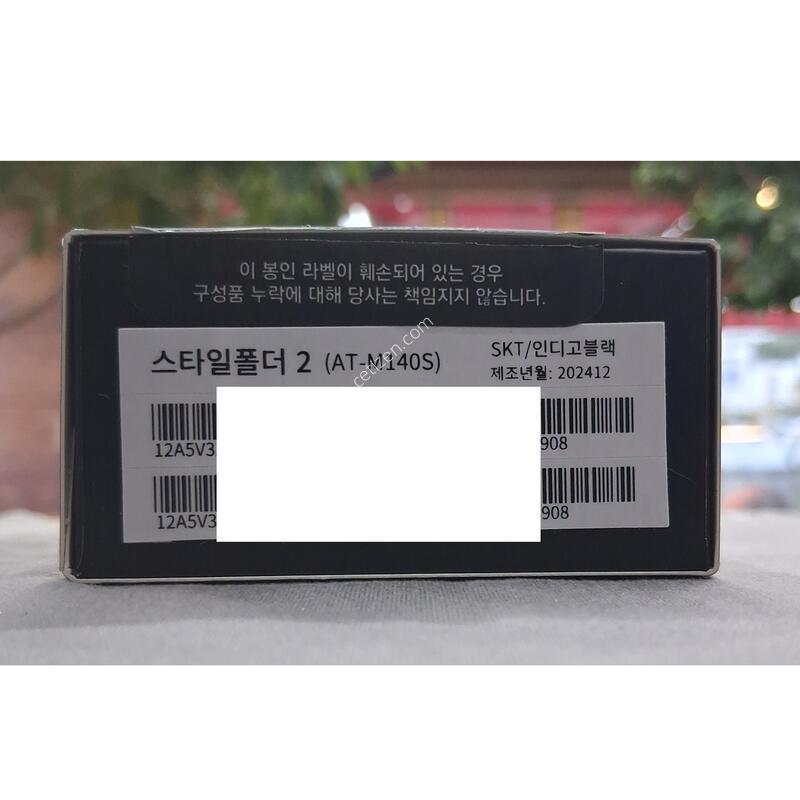 이 봉인 라벨이 훼손되어 있는 경우
구성품 누락에 대해 당사는 책임지지 않습니다.
스타일폴더 2 (AT-M140S)
SKT/인디고블랙
제조년월: 202412
cetizen.com
12A5V3
908
12A5V3
908